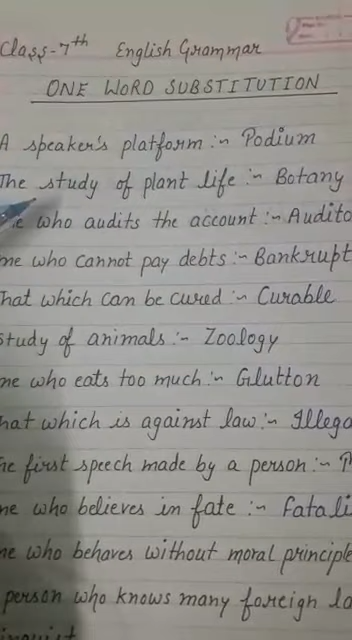 Class-7th English Grammar
ONE WORD SUBSTITUTION
A speaker's platform :- Podium
The study of plant life :- Botany
who audits the account :- Audito
me who cannot pay debts :- Bankrupt
hat which can be cured :- Curable
study of animals :- Zoology
ne who eats too much :- Glutton
hat which is against law :- Illega
he first speech made by a person :-
ne who believes in fate :- Fatali
ne who behaves without moral principle
person who knows many foreign la